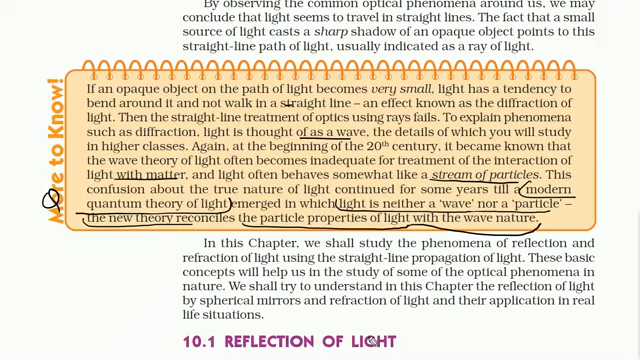 By observing the common optical phenomena around us, we may
conclude that light seems to travel in straight lines. The fact that a small
source of light casts a sharp shadow of an opaque object points to this
straight-line path of light, usually indicated as a ray of light.
More to Know!
If an opaque object on the path of light becomes very small, light has a tendency to
bend around it and not walk in a straight line – an effect known as the diffraction of
light. Then the straight-line treatment of optics using rays fails. To explain phenomena
such as diffraction, light is thought of as a wave, the details of which you will study
in higher classes. Again, at the beginning of the 20th century, it became known that
the wave theory of light often becomes inadequate for treatment of the interaction of
light with matter, and light often behaves somewhat like a stream of particles. This
confusion about the true nature of light continued for some years till a modern
quantum theory of light emerged in which light is neither a ‘wave’ nor a ‘particle’ –
the new theory reconciles the particle properties of light with the wave nature.
In this Chapter, we shall study the phenomena of reflection and
refraction of light using the straight-line propagation of light. These basic
concepts will help us in the study of some of the optical phenomena in
nature. We shall try to understand in this Chapter the reflection of light
by spherical mirrors and refraction of light and their application in real
life situations.
10.1 REFLECTION OF LIGHT